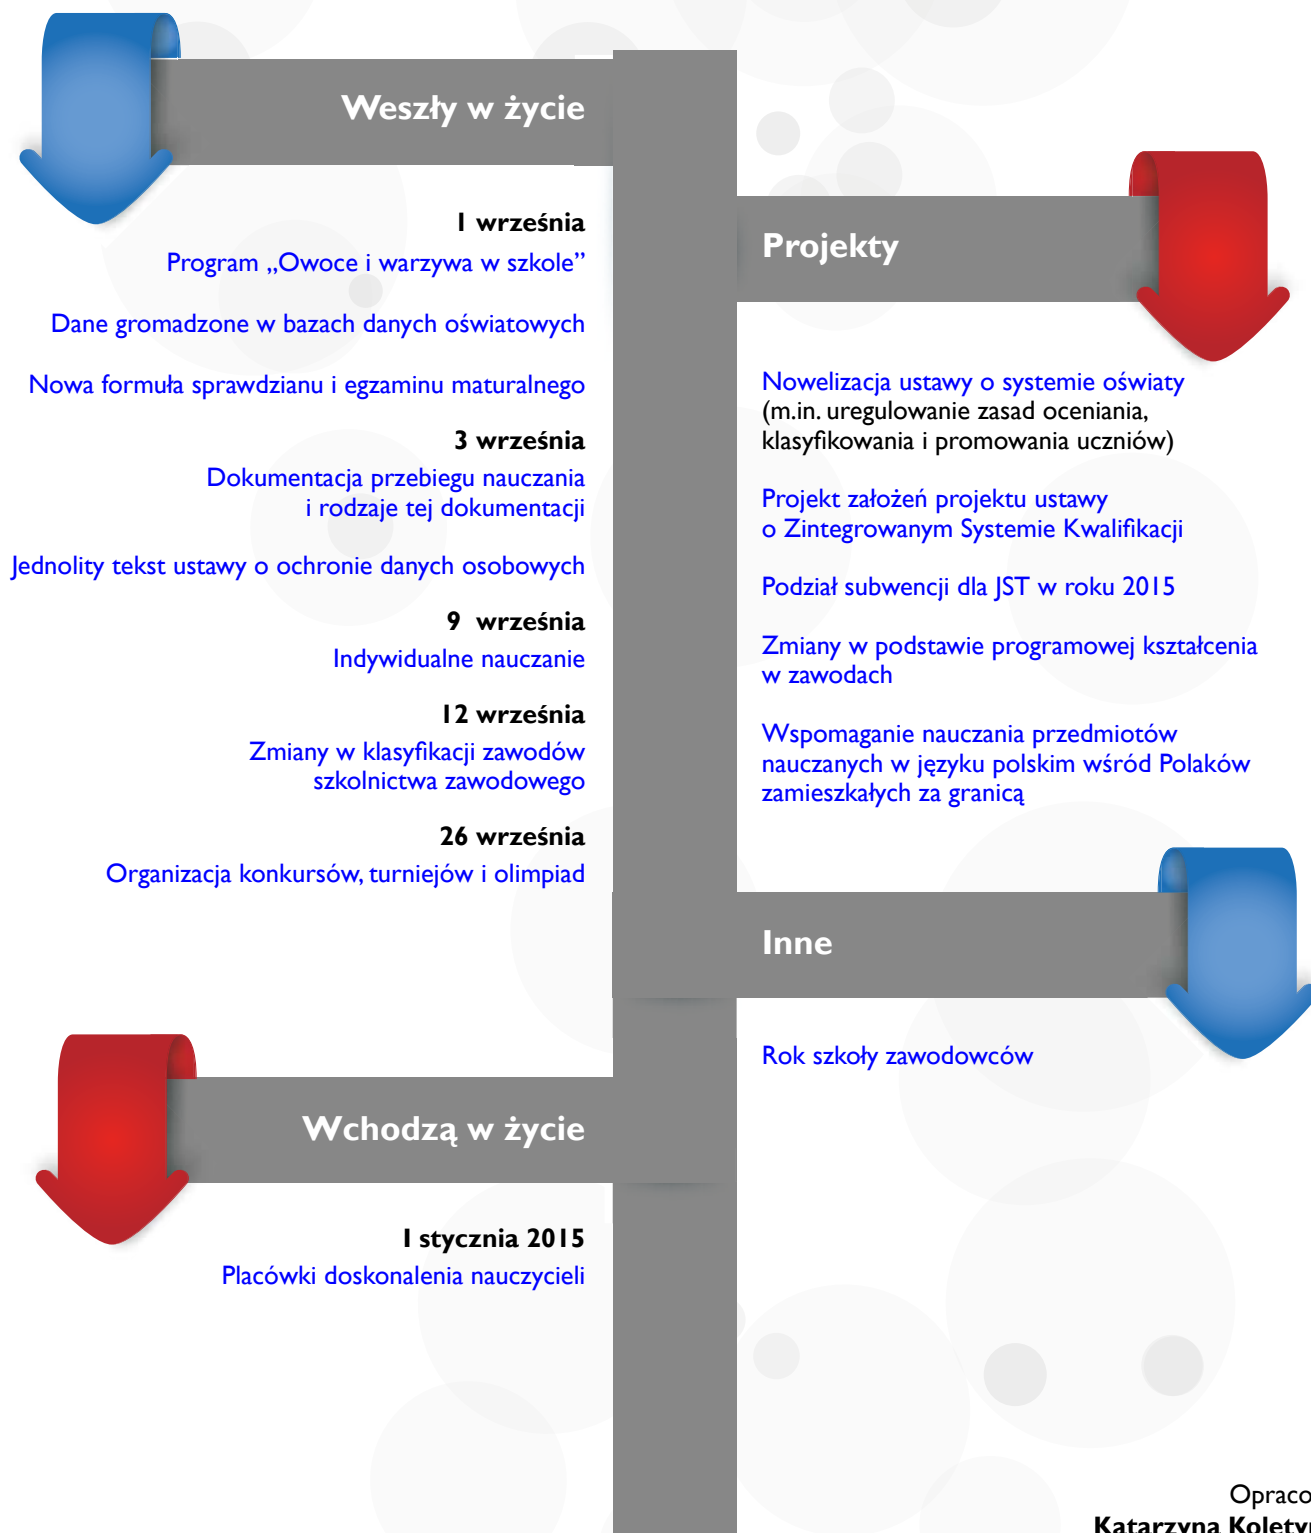 Weszły w życie
1 września
Program „Owoce i warzywa w szkole”
Dane gromadzone w bazach danych oświatowych
Nowa formuła sprawdzianu i egzaminu maturalnego
3 września
Dokumentacja przebiegu nauczania
i rodzaje tej dokumentacji
Jednolity tekst ustawy o ochronie danych osobowych
9 września
Indywidualne nauczanie
12 września
Zmiany w klasyfikacji zawodów
szkolnictwa zawodowego
26 września
Organizacja konkursów, turniejów i olimpiad
Wchodzą w życie
1 stycznia 2015
Placówki doskonalenia nauczycieli
Projekty
Nowelizacja ustawy o systemie oświaty
(m.in. uregulowanie zasad oceniania,
klasyfikowania i promowania uczniów)
Projekt założeń projektu ustawy
o Zintegrowanym Systemie Kwalifikacji
Podział subwencji dla JST w roku 2015
Zmiany w podstawie programowej kształcenia
w zawodach
Wspomaganie nauczania przedmiotów
nauczanych w języku polskim wśród Polaków
zamieszkałych za granicą
Inne
Rok szkoły zawodowców
Opraco
Katarzyna Koletyn